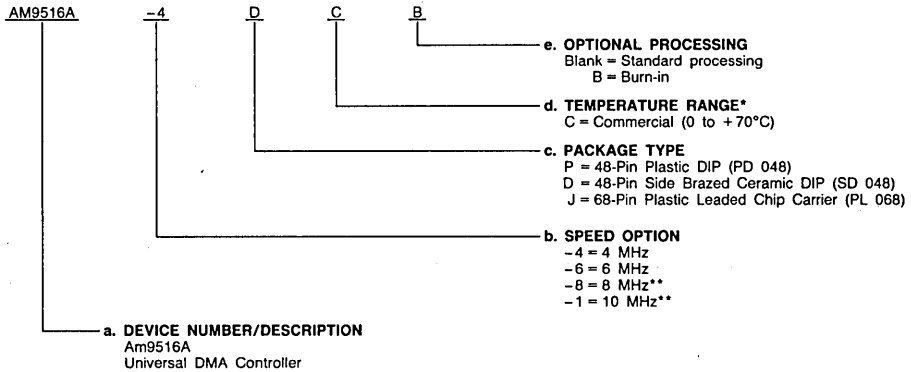 AM9516A -4 D C B
e. OPTIONAL PROCESSING
Blank = Standard processing
B = Burn-in
d. TEMPERATURE RANGE*
C = Commercial (0 to +70°C)
c. PACKAGE TYPE
P = 48-Pin Plastic DIP (PD 048)
D = 48-Pin Side Brazed Ceramic DIP (SD 048)
J = 68-Pin Plastic Leaded Chip Carrier (PL 068)
b. SPEED OPTION
-4 = 4 MHz
-6 = 6 MHz
-8 = 8 MHz**
-1 = 10 MHz**
a. DEVICE NUMBER/DESCRIPTION
Am9516A
Universal DMA Controller